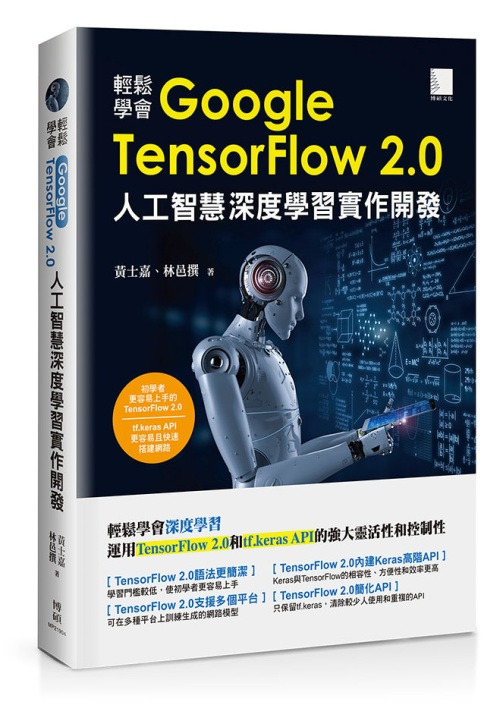 輕鬆
學會
Google
TensorFlow 2.0
人工智慧深度學習實作開發
黃士嘉、林邑撰 著
博碩文化
初學者
更容易上手的
TensorFlow 2.0
tf.keras API
更容易且快速
搭建網路
輕鬆學會深度學習
運用TensorFlow 2.0和tf.keras API的強大靈活性和控制性
[ TensorFlow 2.0語法更簡潔 ]
學習門檻較低，使初學者更容易上手
[ TensorFlow 2.0支援多個平台 ]
可在多種平台上訓練生成的網路模型
[ TensorFlow 2.0內建Keras高階API ]
Keras與TensorFlow的相容性、方便性和效率更高
[ TensorFlow 2.0簡化API ]
只保留tf.keras，清除較少人使用和重複的API
輕鬆
學會
Google
TensorFlow 2.0
人工智慧深度學習實作開發
黃士嘉
林邑撰
著
博碩